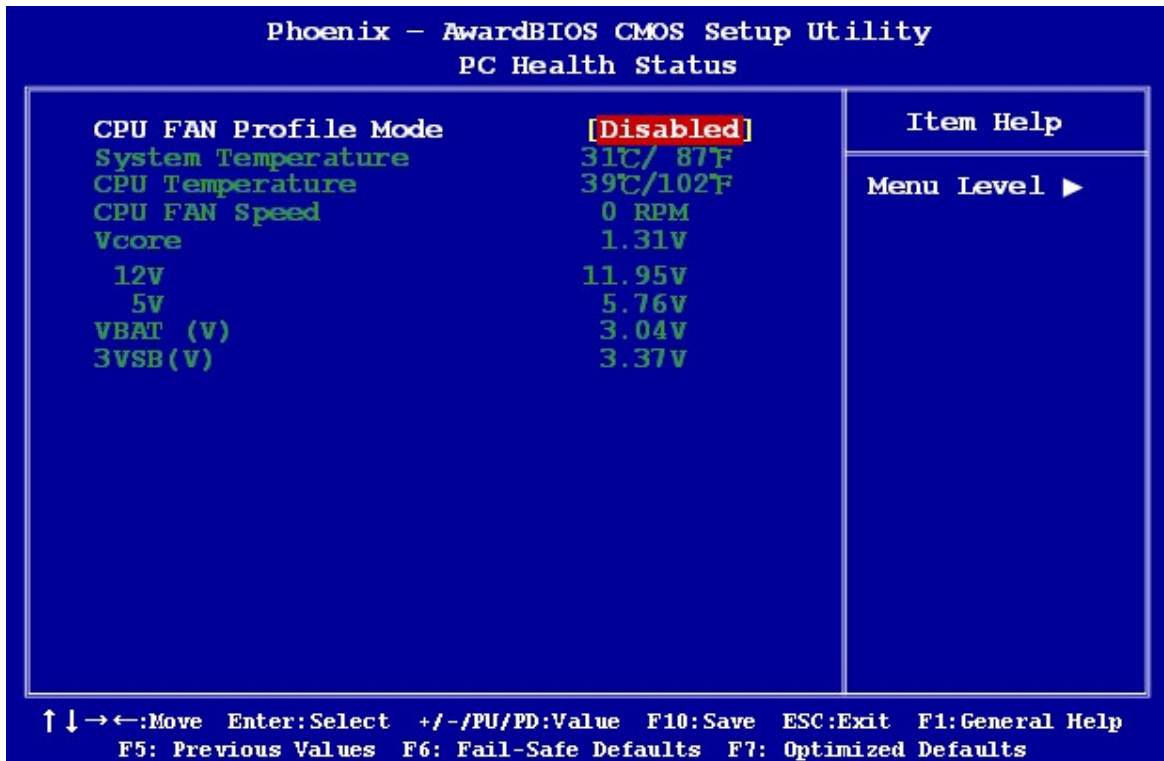 Phoenix – AwardBIOS CMOS Setup Utility
PC Health Status
CPU FAN Profile Mode [Disabled]
System Temperature 31℃/ 87℉
CPU Temperature 39℃/102℉
CPU FAN Speed 0 RPM
Vcore 1.31V
12V 11.95V
5V 5.76V
VBAT (V) 3.04V
3VSB(V) 3.37V
Item Help
Menu Level ▶
↑↓→←:Move Enter:Select +/-/PU/PD:Value F10:Save ESC:Exit F1:General Help
F5: Previous Values F6: Fail-Safe Defaults F7: Optimized Defaults